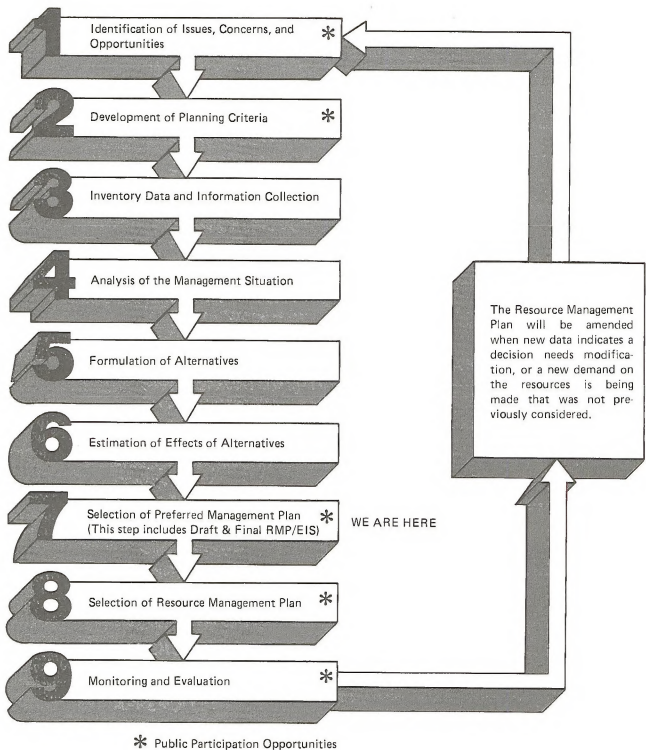 1 Identification of Issues, Concerns, and *
Opportunities
2 Development of Planning Criteria *
3 Inventory Data and Information Collection
4 Analysis of the Management Situation
5 Formulation of Alternatives
6 Estimation of Effects of Alternatives
7 Selection of Preferred Management Plan *
(This step includes Draft & Final RMP/EIS)
WE ARE HERE
8 Selection of Resource Management Plan *
9 Monitoring and Evaluation *
The Resource Management
Plan will be amended
when new data indicates a
decision needs modifica-
tion, or a new demand on
the resources is being
made that was not pre-
viously considered.
* Public Participation Opportunities